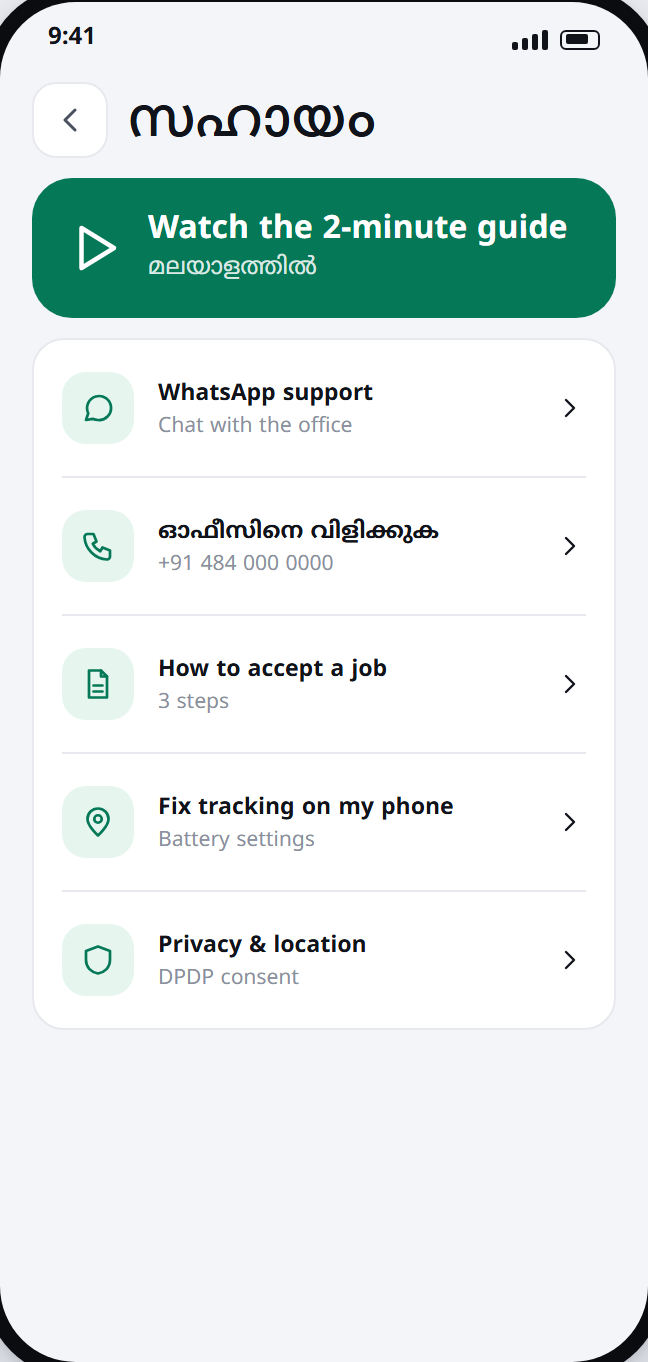 9:41
സഹായം
Watch the 2-minute guide
മലയാളത്തിൽ
WhatsApp support
Chat with the office
ഓഫീസിനെ വിളിക്കുക
+91 484 000 0000
How to accept a job
3 steps
Fix tracking on my phone
Battery settings
Privacy & location
DPDP consent